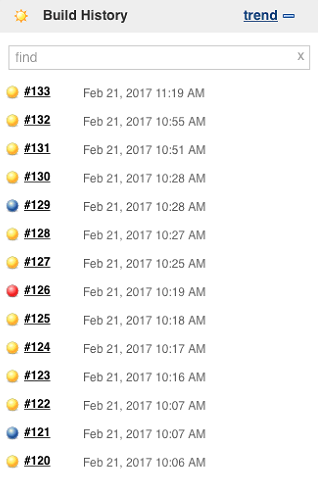 Build History trend
find x
#133 Feb 21, 2017 11:19 AM
#132 Feb 21, 2017 10:55 AM
#131 Feb 21, 2017 10:51 AM
#130 Feb 21, 2017 10:28 AM
#129 Feb 21, 2017 10:28 AM
#128 Feb 21, 2017 10:27 AM
#127 Feb 21, 2017 10:25 AM
#126 Feb 21, 2017 10:19 AM
#125 Feb 21, 2017 10:18 AM
#124 Feb 21, 2017 10:17 AM
#123 Feb 21, 2017 10:16 AM
#122 Feb 21, 2017 10:07 AM
#121 Feb 21, 2017 10:07 AM
#120 Feb 21, 2017 10:06 AM